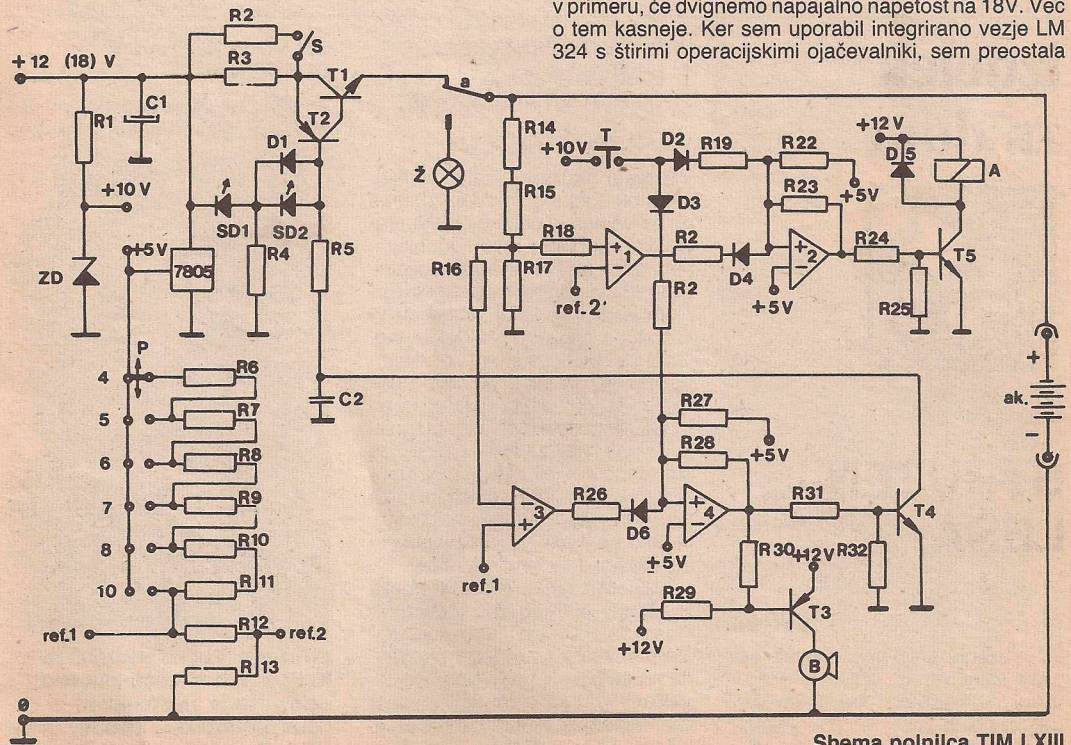 v primeru, če dvignemo napajalno napetost na 18V. Več
o tem kasneje. Ker sem uporabil integrirano vezje LM
324 s štirimi operacijskimi ojačevalniki, sem preostala
R2
S
+12 (18) V
R3
T1
a
R1
C1
T2
D1
+10 V
SD1
SD2
R4
R5
ZD
+5V
7805
Ž
R14
R15
+10V
T
D2
R19
R22
+12V
D5
A
+5V
D3
R23
R18
+
1
−
R2
D4
+
2
−
R24
T5
R16
R17
ref.2'
R2
+5V
R25
P
4
R6
5
R7
6
R8
7
R9
8
R10
10
R11
ref.1
R12
ref.2
R13
C2
+
ak.
−
R27
R28
+5V
−
3
+
R26
D6
+
4
−
R31
T4
ref.1
+5V
R30
+12V
R32
R29
T3
+12V
B
0
Shema polnilca TIM LXIII